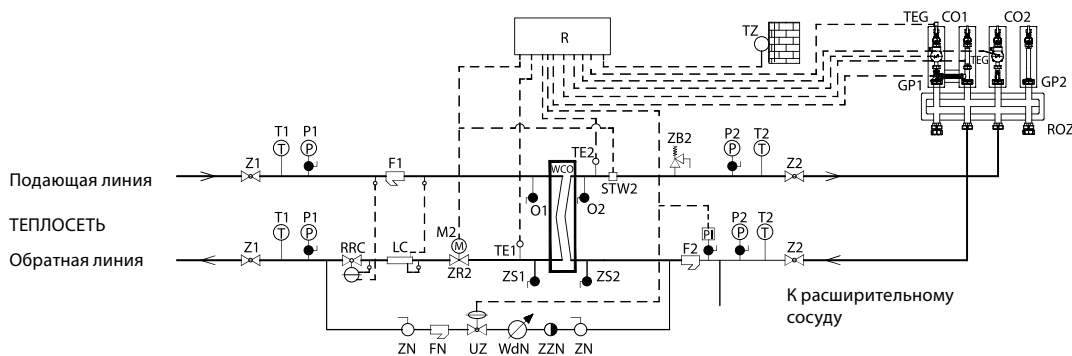 TEG CO1 CO2
R
TZ
TEG
GP1 GP2
ROZ
T1 P1
Z1
F1
WCO
TE2
STW2
ZB2
P2 T2
Z2
T
P
P
T
Подающая линия
O1 O2
ТЕПЛОСЕТЬ
T1 P1
Z1
T
P
RRC
LC
M2
M
ZR2
TE1
ZS1
ZS2
F2
PI
P2 T2
P
T
Z2
Обратная линия
К расширительному
сосуду
ZN FN UZ WdN ZZN ZN